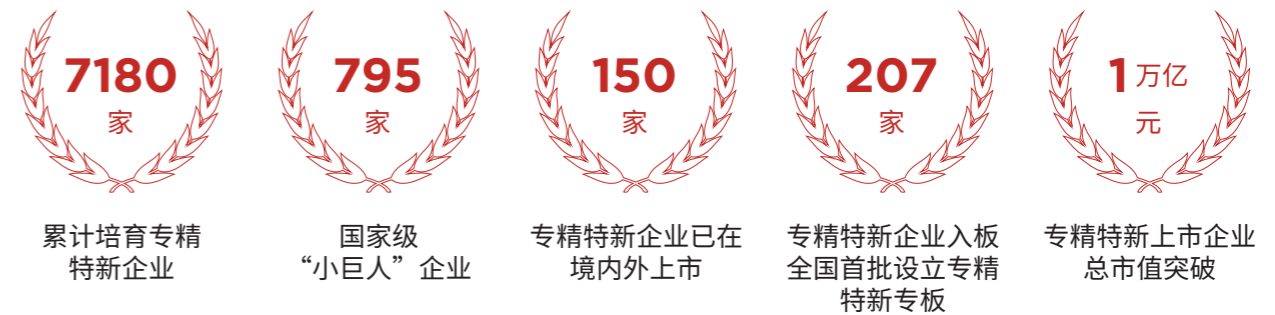 7180
家
累计培育专精
特新企业
795
家
国家级
“小巨人”企业
150
家
专精特新企业已在
境内外上市
207
家
专精特新企业入板
全国首批设立专精
特新专板
1 万亿
元
专精特新上市企业
总市值突破